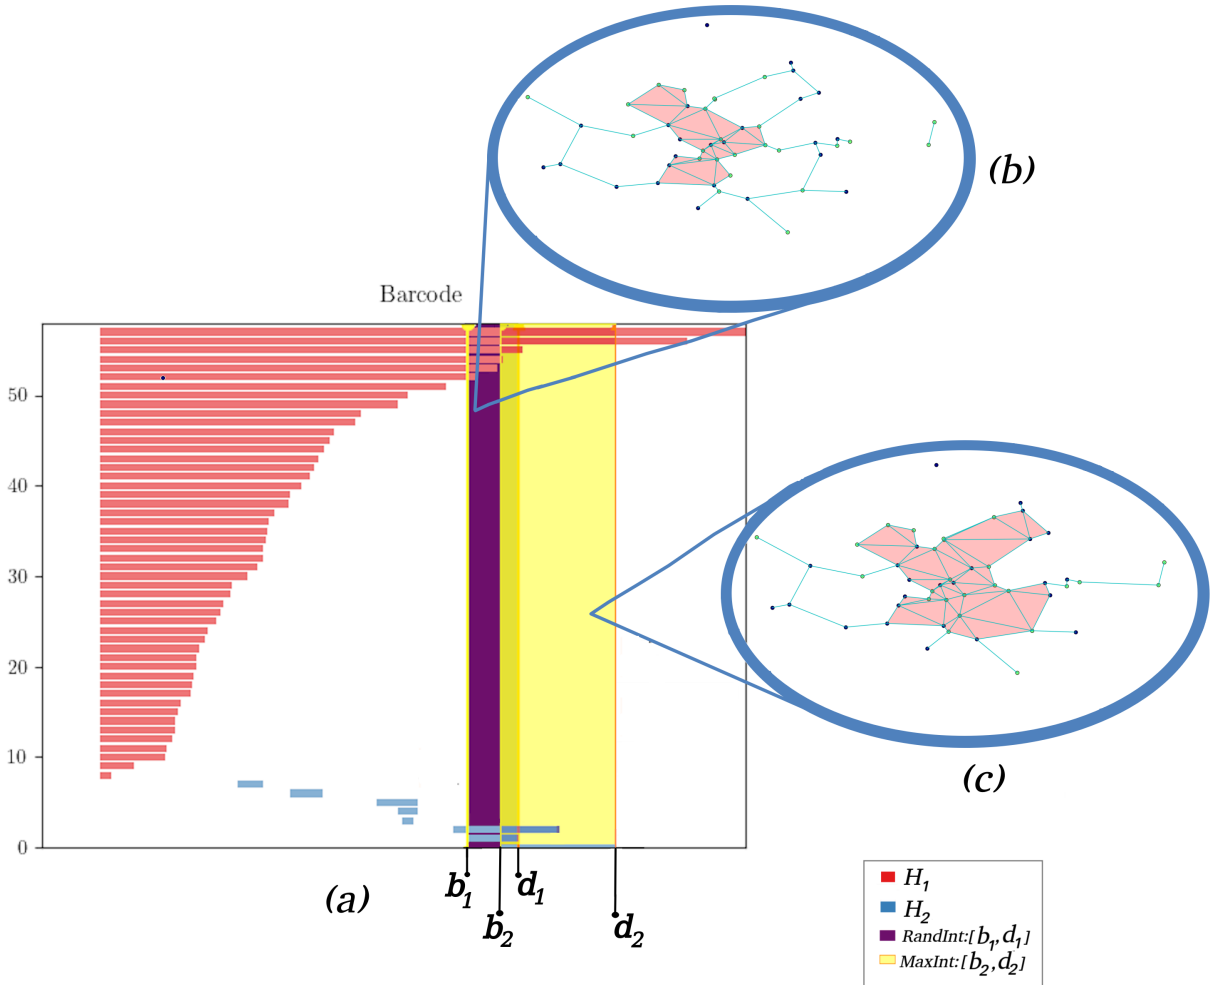 (b)
Barcode
50
40
30
20
10
0
(c)
(a)
b1
d1
b2
d2
H1
H2
RandInt:[b1,d1]
MaxInt:[b2,d2]